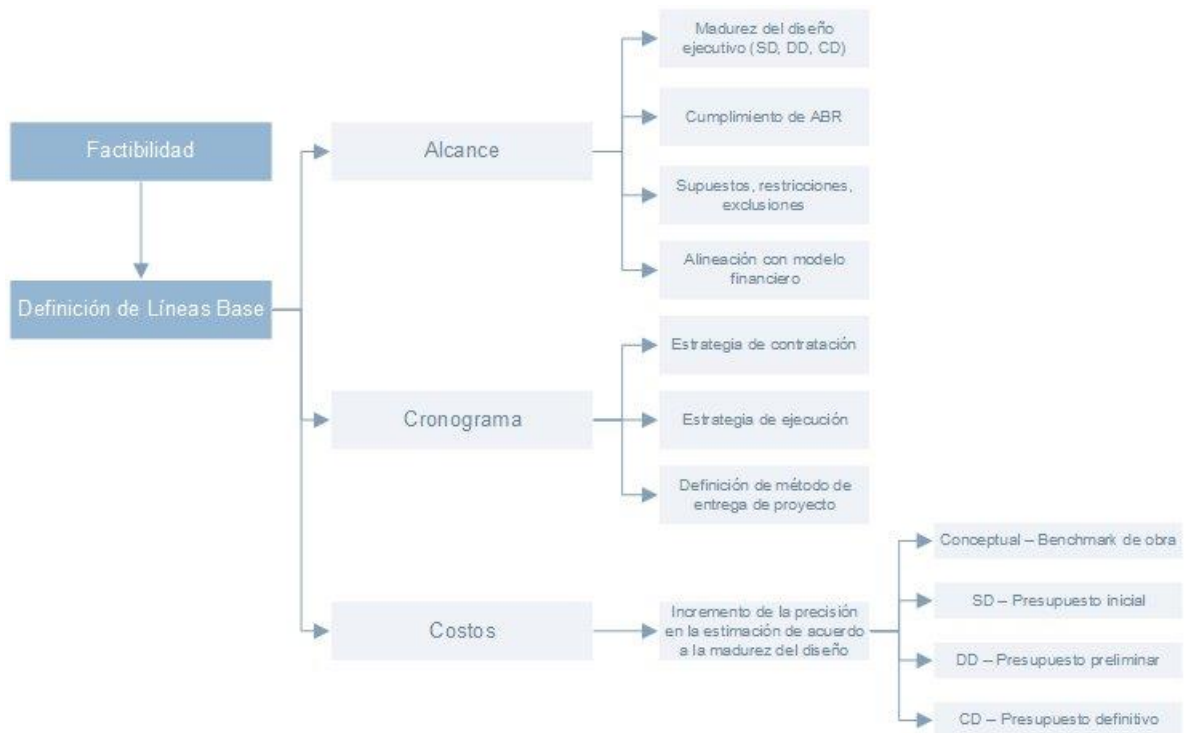 Factibilidad
Definición de Líneas Base
Alcance
Madurez del diseño
ejecutivo (SD, DD, CD)
Cumplimiento de ABR
Supuestos, restricciones,
exclusiones
Alineación con modelo
financiero
Cronograma
Estrategia de contratación
Estrategia de ejecución
Definición de método de
entrega de proyecto
Costos
Incremento de la precisión
en la estimación de acuerdo
a la madurez del diseño
Conceptual – Benchmark de obra
SD – Presupuesto inicial
DD – Presupuesto preliminar
CD – Presupuesto definitivo